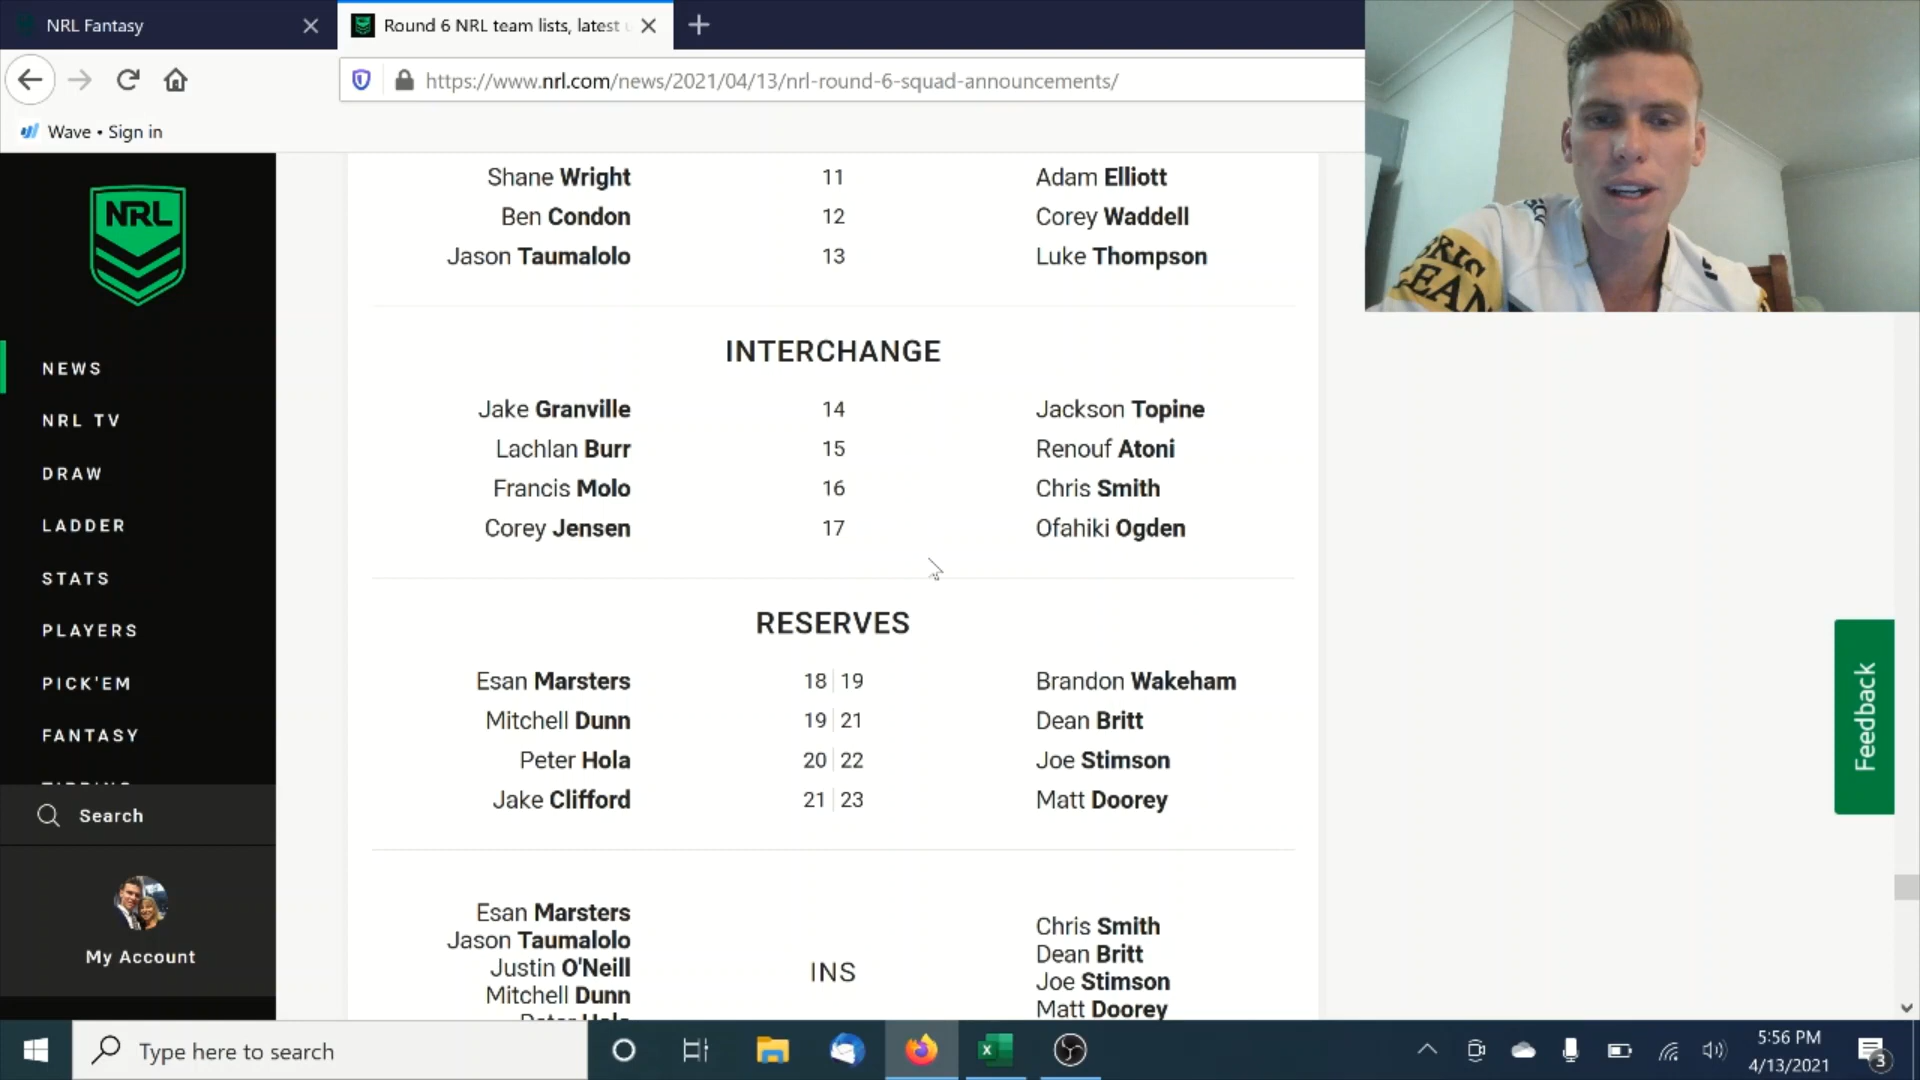 NRL Fantasy
Round 6 NRL team lists, latest
https://www.nrl.com/news/2021/04/13/nrl-round-6-squad-announcements/
Wave • Sign in
NRL
NEWS
NRL TV
DRAW
LADDER
STATS
PLAYERS
PICK'EM
FANTASY
Search
My Account
Shane Wright 11 Adam Elliott
Ben Condon 12 Corey Waddell
Jason Taumalolo 13 Luke Thompson
INTERCHANGE
Jake Granville 14 Jackson Topine
Lachlan Burr 15 Renouf Atoni
Francis Molo 16 Chris Smith
Corey Jensen 17 Ofahiki Ogden
RESERVES
Esan Marsters 18 19 Brandon Wakeham
Mitchell Dunn 19 21 Dean Britt
Peter Hola 20 22 Joe Stimson
Jake Clifford 21 23 Matt Doorey
Esan Marsters
Jason Taumalolo
Justin O'Neill
Mitchell Dunn
INS
Chris Smith
Dean Britt
Joe Stimson
Matt Doorey
Feedback
Type here to search
5:56 PM
4/13/2021
3